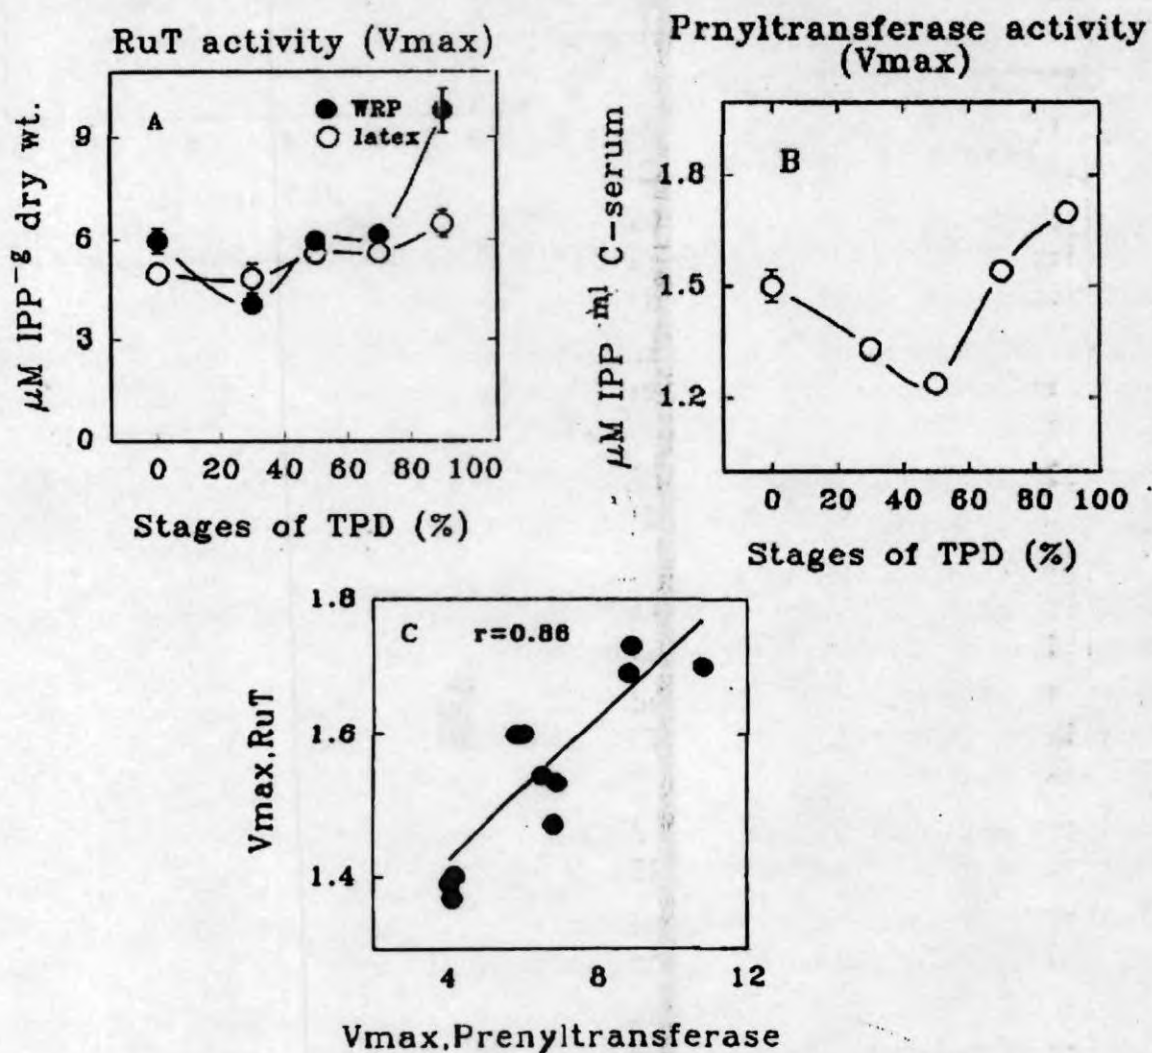 RuT activity (Vmax)
A
WRP
latex
μM IPP⁻ᵍ dry wt.
9
6
3
0
0 20 40 60 80 100
Stages of TPD (%)
Prnyltransferase activity
(Vmax)
B
μM IPP ml C-serum
1.8
1.5
1.2
0 20 40 60 80 100
Stages of TPD (%)
C r=0.86
Vmax,RuT
1.8
1.6
1.4
4 8 12
Vmax,Prenyltransferase